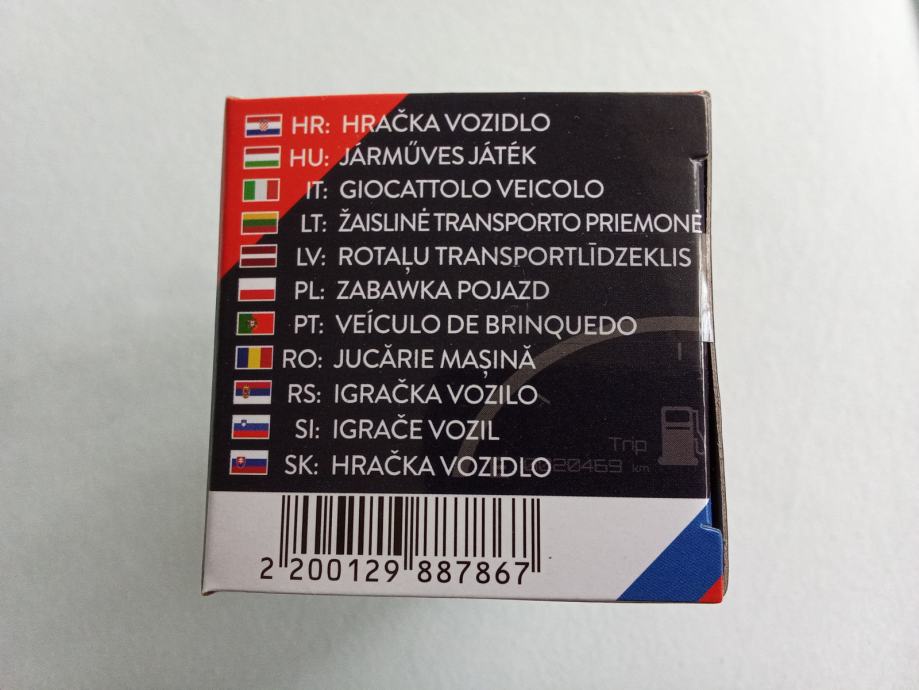 HR: HRAČKA VOZIDLO
HU: JÁRMŰVES JÁTÉK
IT: GIOCATTOLO VEICOLO
LT: ŽAISLINĖ TRANSPORTO PRIEMONĖ
LV: ROTAĻU TRANSPORTLĪDZEKLIS
PL: ZABAWKA POJAZD
PT: VEÍCULO DE BRINQUEDO
RO: JUCĂRIE MAȘINĂ
RS: IGRAČKA VOZILO
SI: IGRAČE VOZIL
Trip
km
SK: HRAČKA VOZIDLO
2 200129 887867